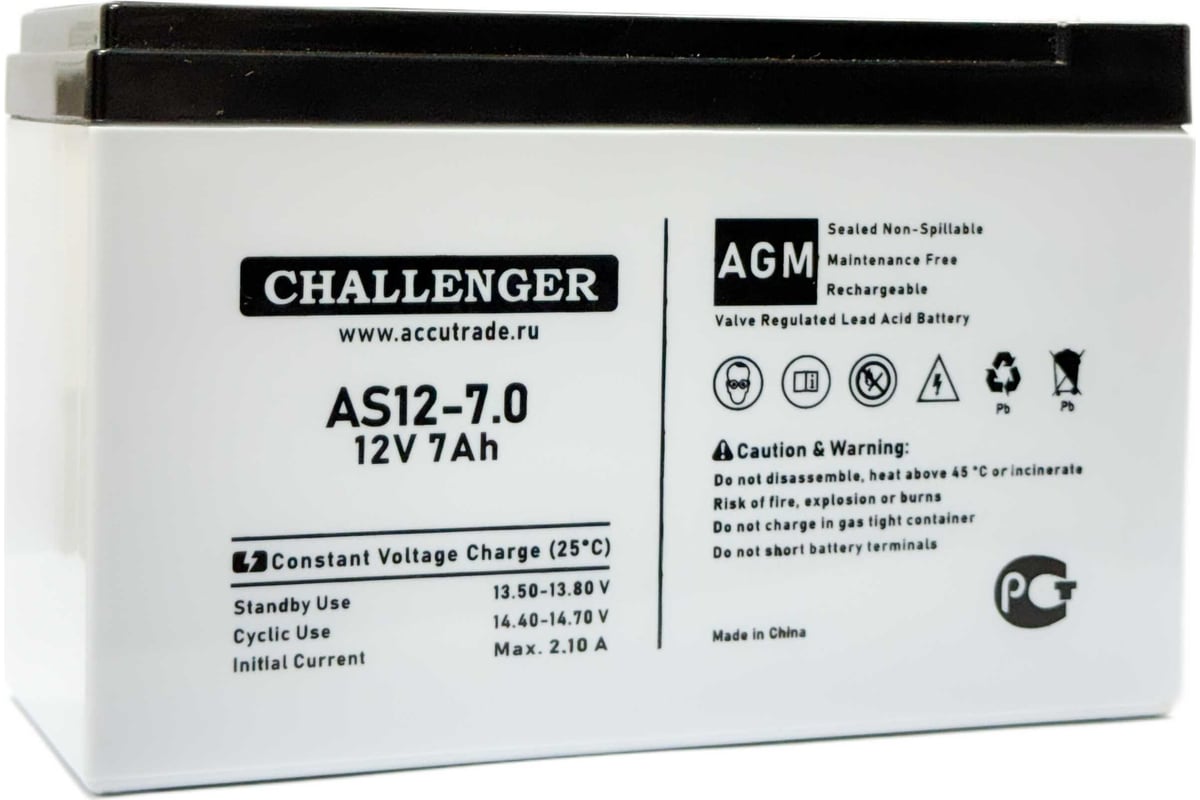 CHALLENGER
www.accutrade.ru
AS12-7.0
12V 7Ah
Constant Voltage Charge (25°C)
Standby Use 13.50-13.80 V
Cyclic Use 14.40-14.70 V
Initial Current Max. 2.10 A
AGM
Sealed Non-Spillable
Maintenance Free
Rechargeable
Valve Regulated Lead Acid Battery
Pb Pb
Caution & Warning:
Do not disassemble, heat above 45 °C or incinerate
Risk of fire, explosion or burns
Do not charge in gas tight container
Do not short battery terminals
РСТ
Made in China